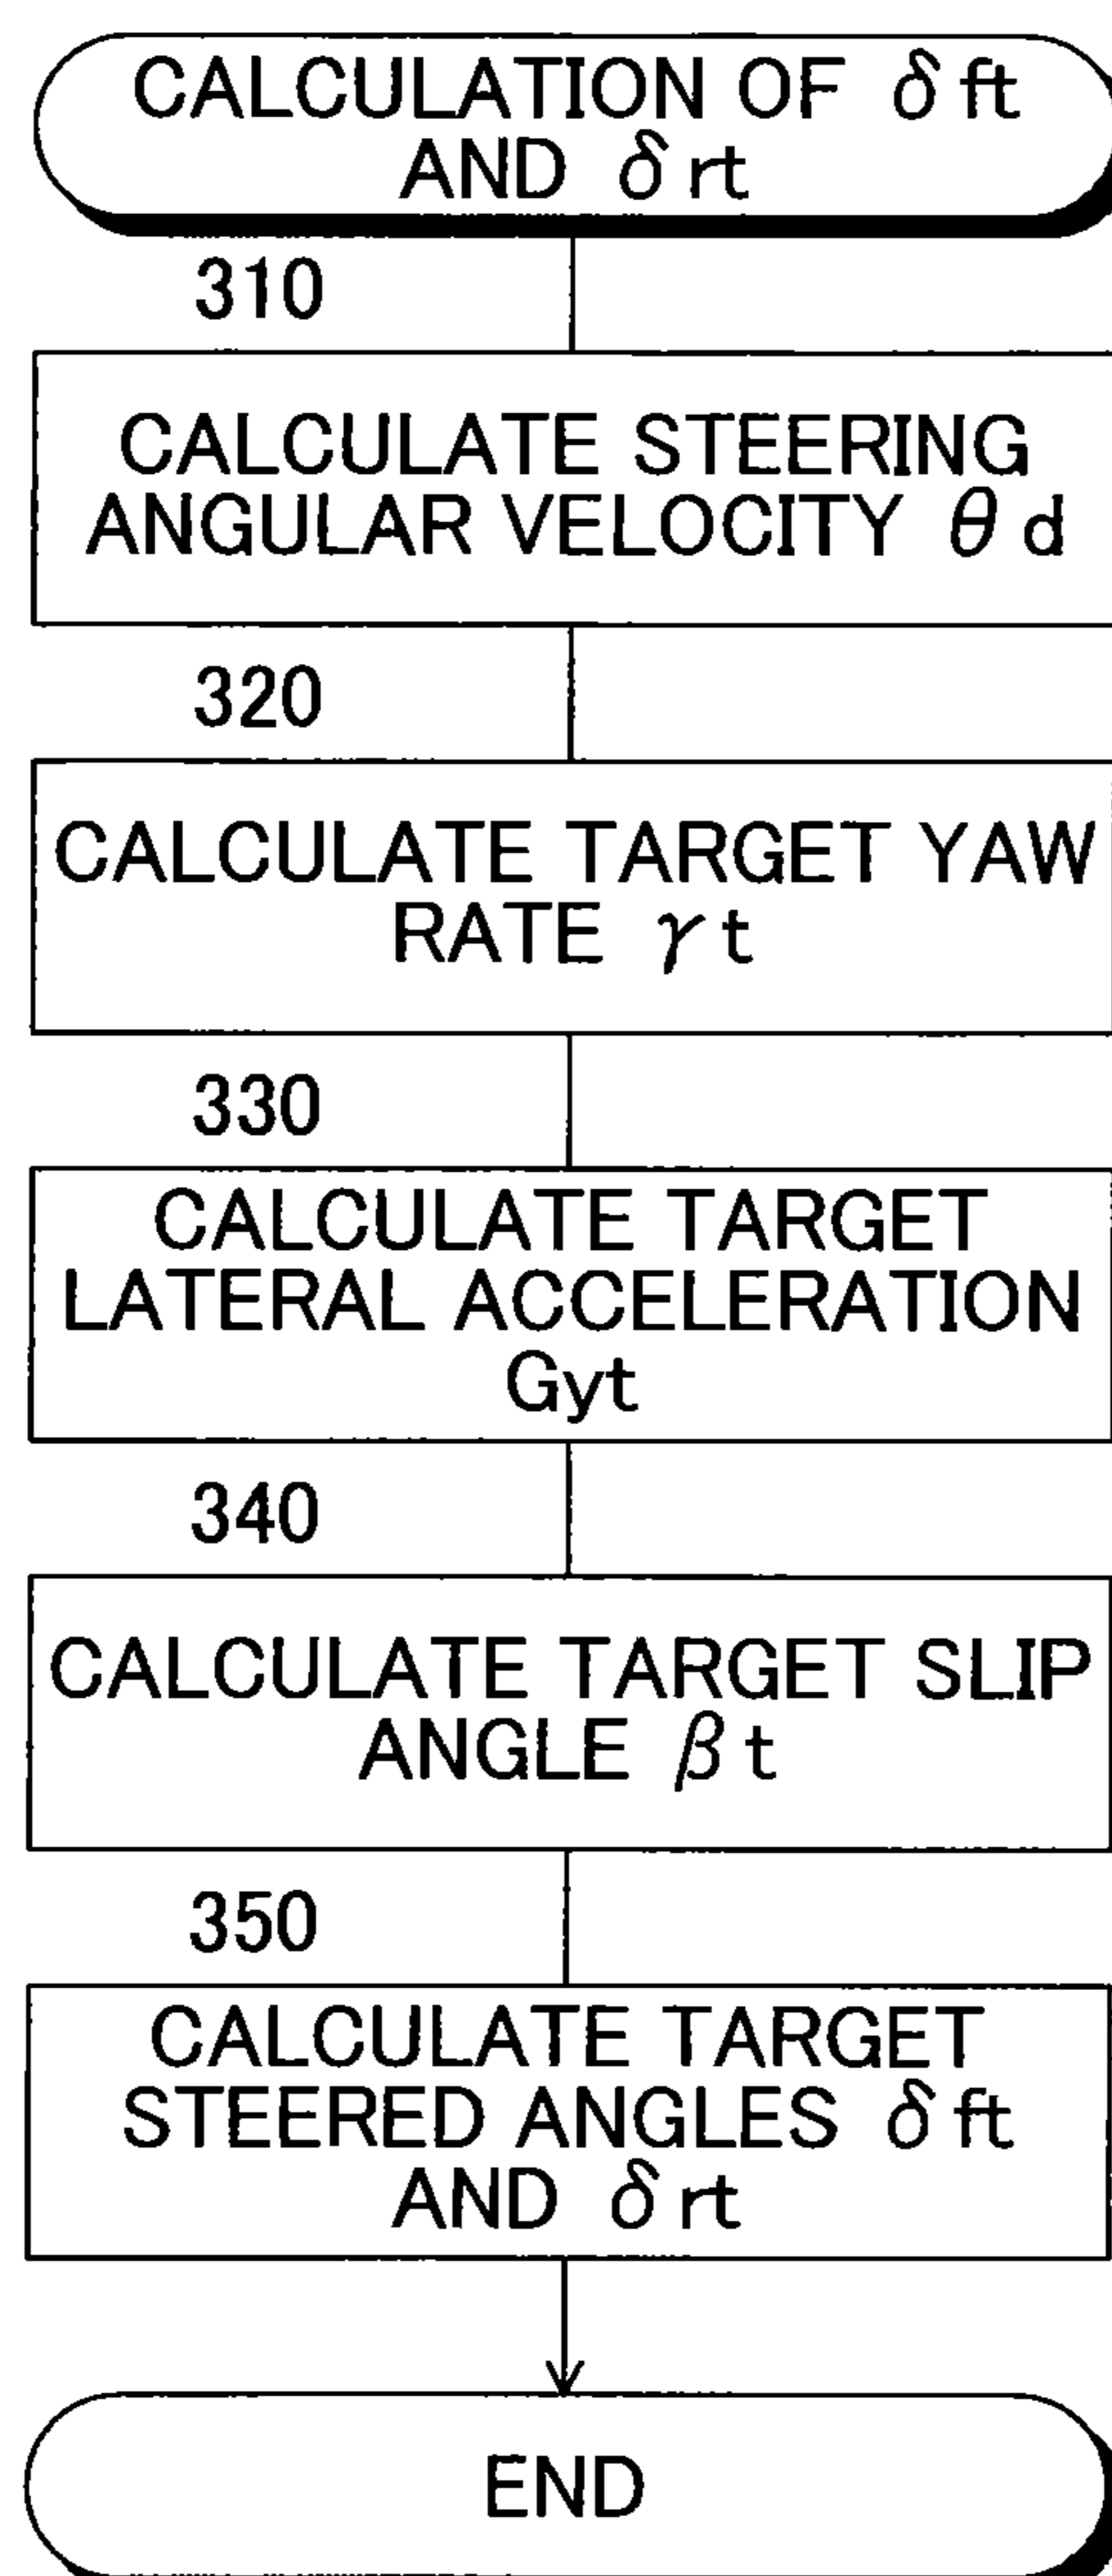 CALCULATION OF δft
AND δrt
310
CALCULATE STEERING
ANGULAR VELOCITY θd
320
CALCULATE TARGET YAW
RATE γt
330
CALCULATE TARGET
LATERAL ACCELERATION
Gyt
340
CALCULATE TARGET SLIP
ANGLE βt
350
CALCULATE TARGET
STEERED ANGLES δft
AND δrt
END